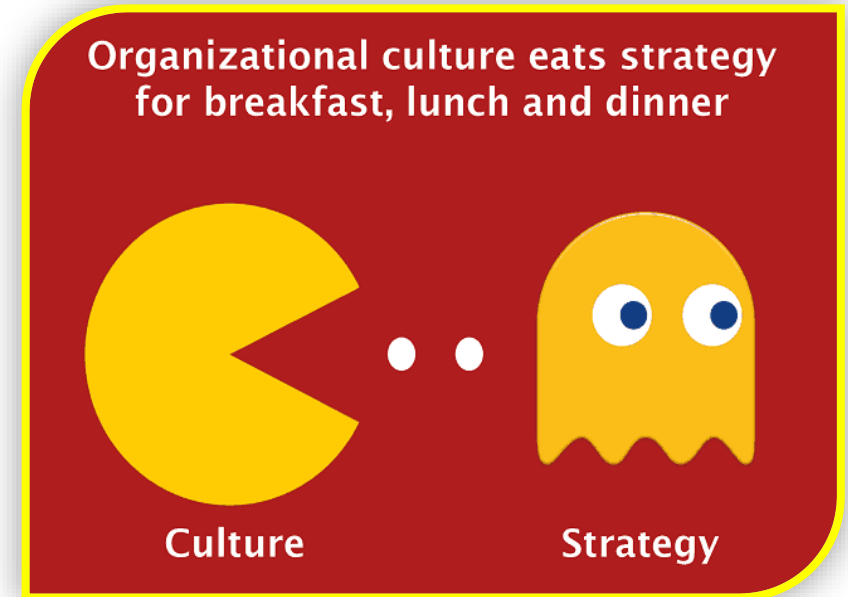 Organizational culture eats strategy
for breakfast, lunch and dinner
Culture
Strategy